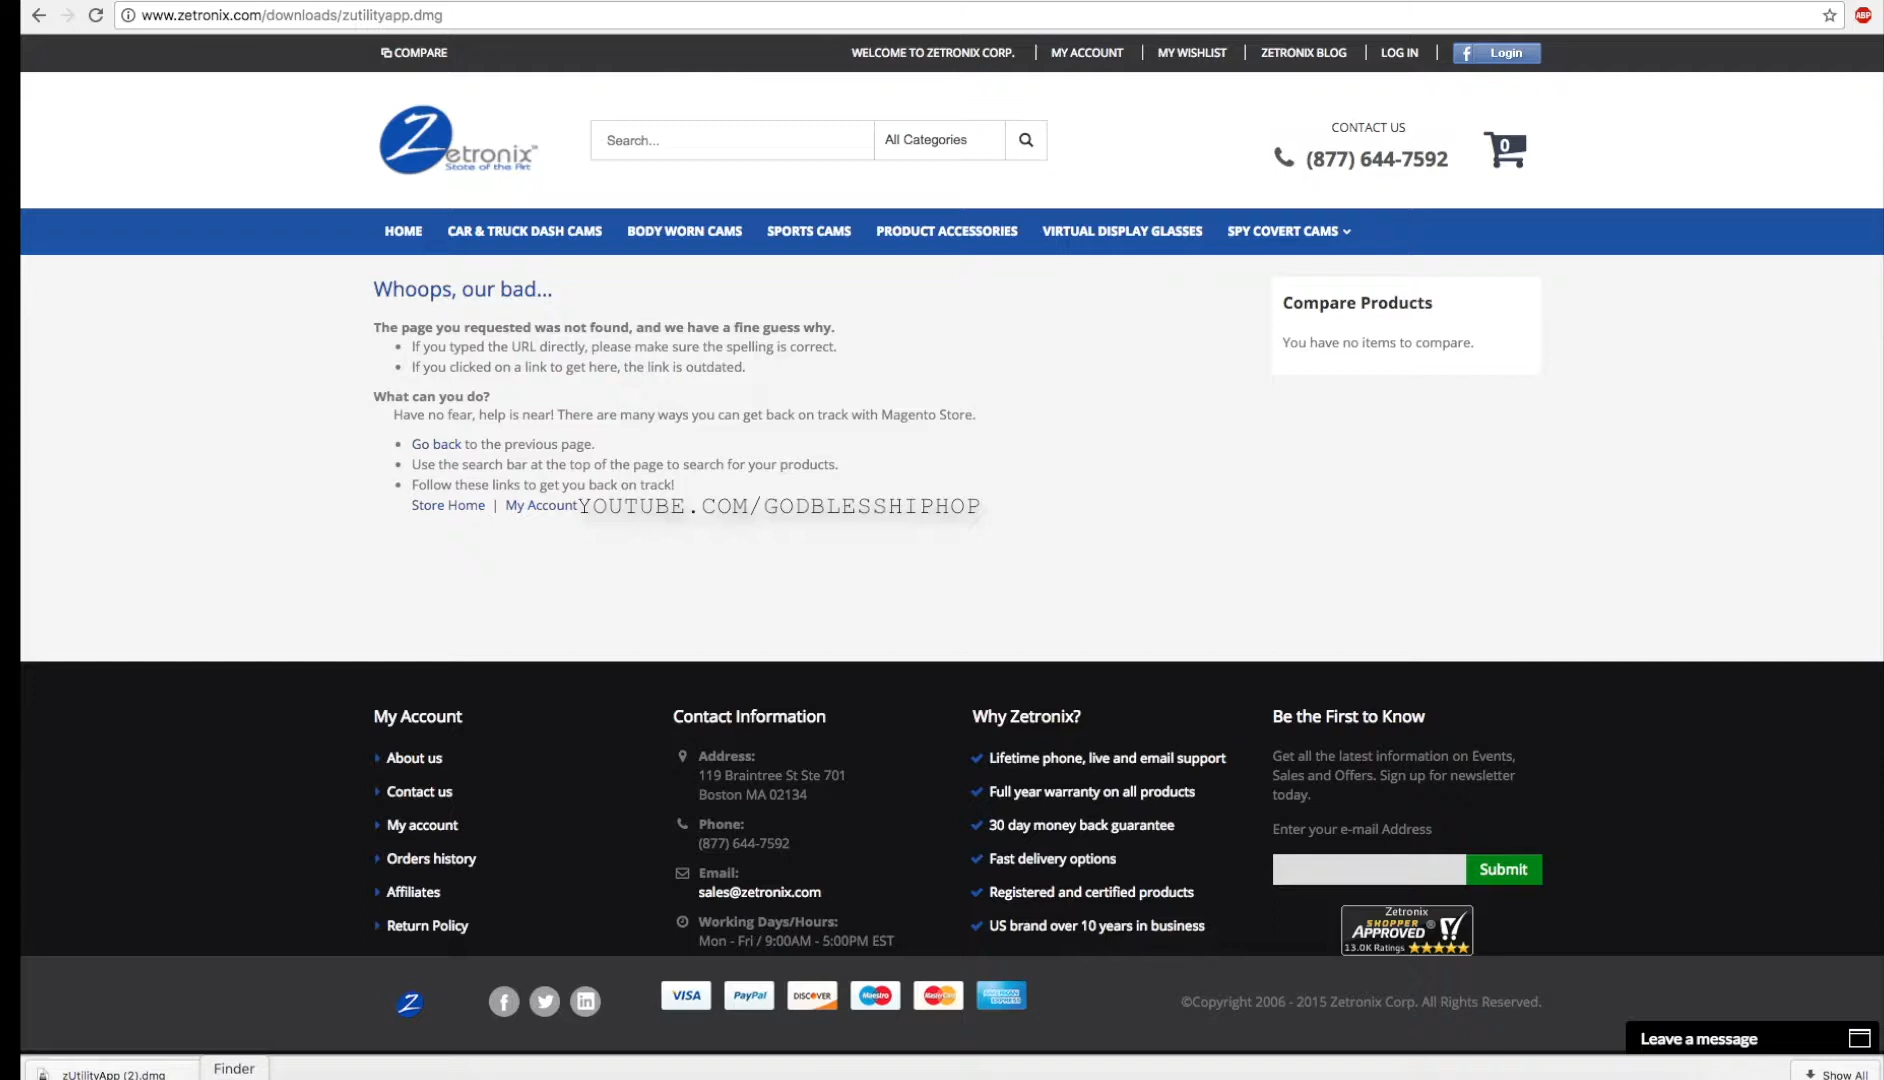 www.zetronix.com/downloads/zutilityapp.dmg
ABP
COMPARE
WELCOME TO ZETRONIX CORP.
MY ACCOUNT
MY WISHLIST
ZETRONIX BLOG
LOG IN
f Login
Zetronix™
State of the Art
Search...
All Categories
CONTACT US
(877) 644-7592
0
HOME
CAR & TRUCK DASH CAMS
BODY WORN CAMS
SPORTS CAMS
PRODUCT ACCESSORIES
VIRTUAL DISPLAY GLASSES
SPY COVERT CAMS
Whoops, our bad...
The page you requested was not found, and we have a fine guess why.
If you typed the URL directly, please make sure the spelling is correct.
If you clicked on a link to get here, the link is outdated.
What can you do?
Have no fear, help is near! There are many ways you can get back on track with Magento Store.
Go back to the previous page.
Use the search bar at the top of the page to search for your products.
Follow these links to get you back on track!
Store Home | My Account
YOUTUBE.COM/GODBLESSHIPHOP
Compare Products
You have no items to compare.
My Account
About us
Contact us
My account
Orders history
Affiliates
Return Policy
Contact Information
Address:
119 Braintree St Ste 701
Boston MA 02134
Phone:
(877) 644-7592
Email:
sales@zetronix.com
Working Days/Hours:
Mon - Fri / 9:00AM - 5:00PM EST
Why Zetronix?
Lifetime phone, live and email support
Full year warranty on all products
30 day money back guarantee
Fast delivery options
Registered and certified products
US brand over 10 years in business
Be the First to Know
Get all the latest information on Events,
Sales and Offers. Sign up for newsletter
today.
Enter your e-mail Address
Submit
Zetronix
SHOPPER
APPROVED®
13.0K Ratings
Z
f
in
VISA
PayPal
DISCOVER
Maestro
MasterCard
AMERICAN EXPRESS
©Copyright 2006 - 2015 Zetronix Corp. All Rights Reserved.
Leave a message
zUtilityApp (2).dmg
Finder
Show All